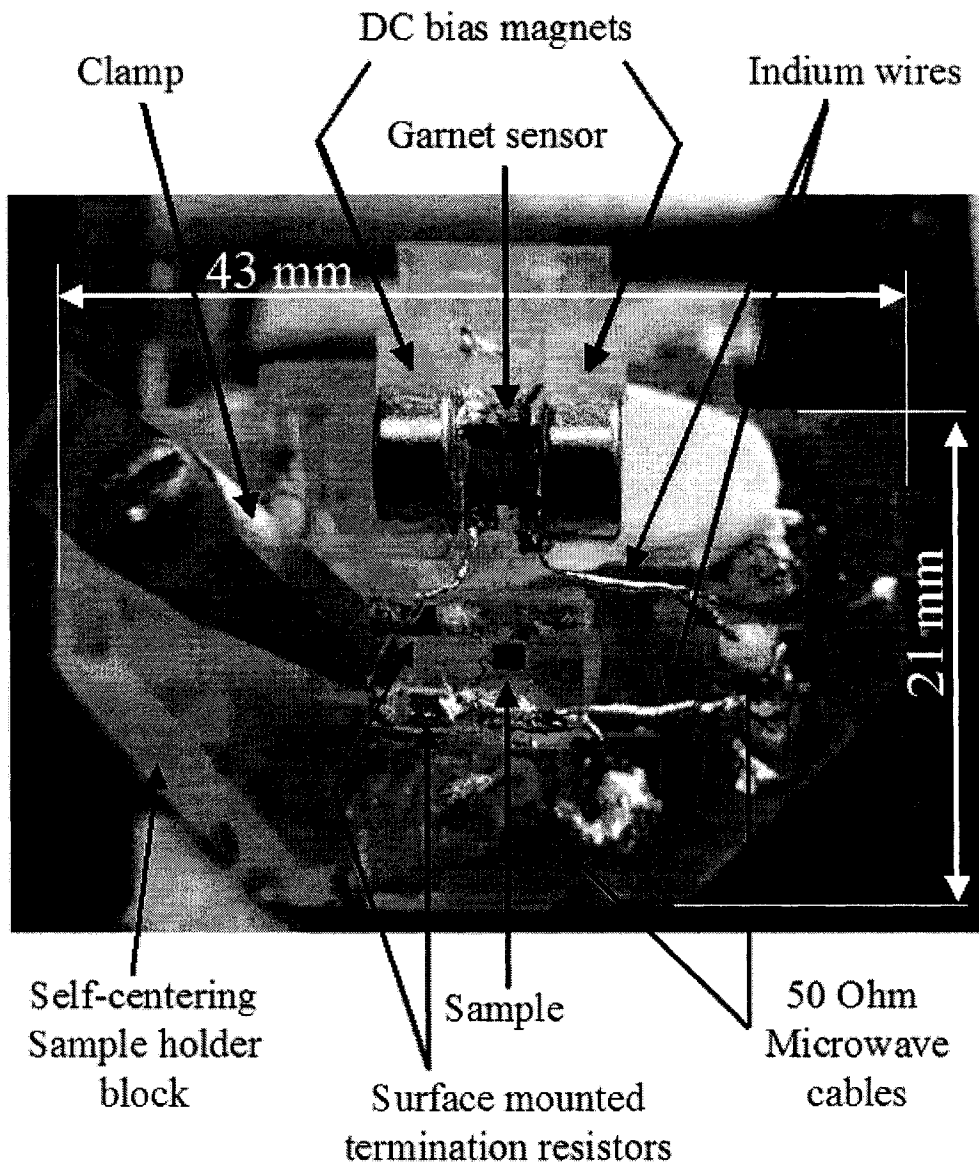 DC bias magnets
Clamp
Indium wires
Garnet sensor
43 mm
21 mm
Self-centering
Sample holder
block
Sample
50 Ohm
Microwave
cables
Surface mounted
termination resistors